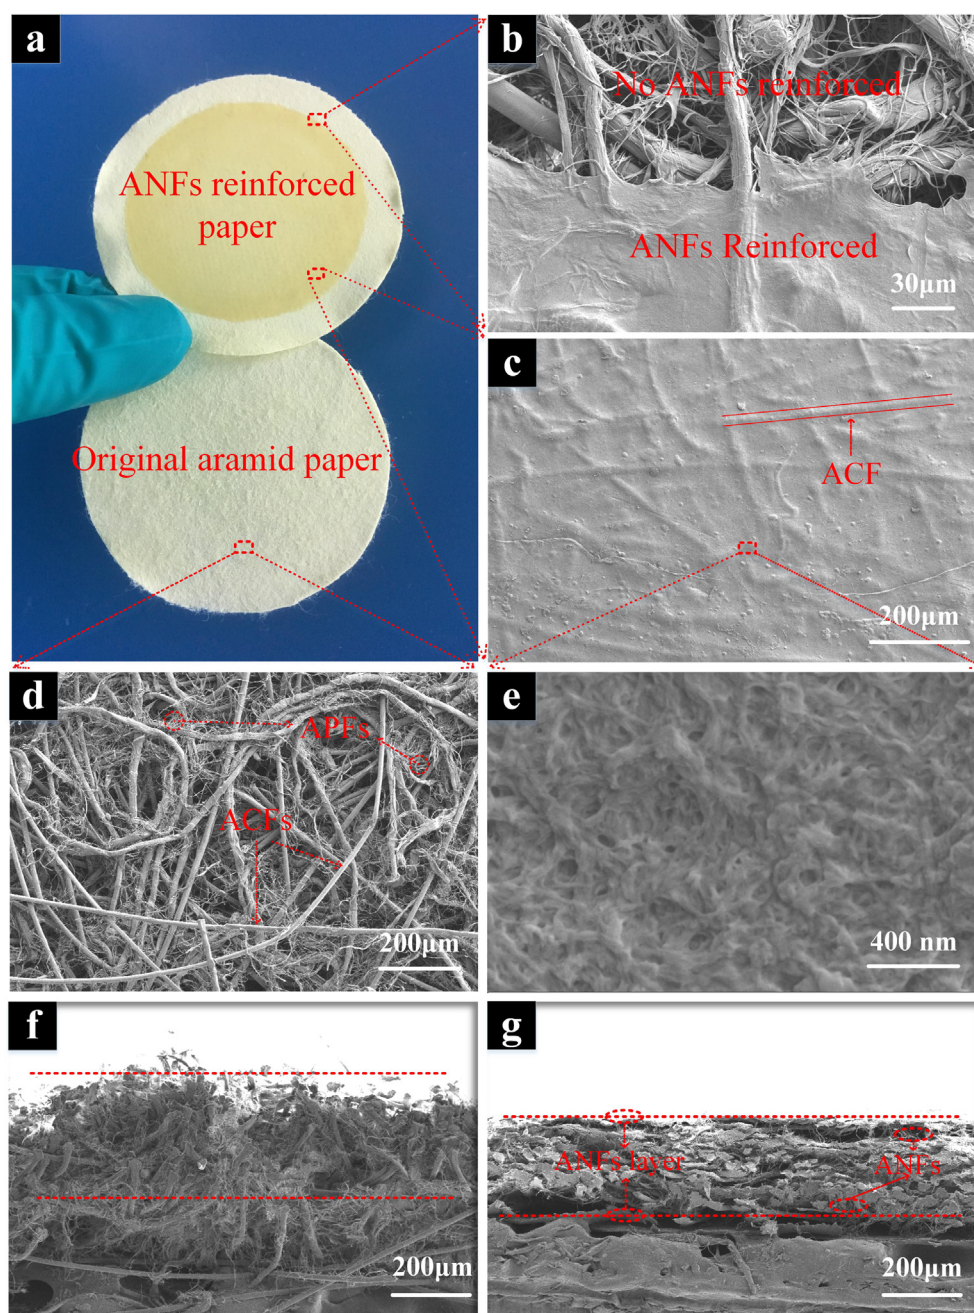 a
ANFs reinforced
paper
Original aramid paper
b
No ANFs reinforced
ANFs Reinforced
30μm
c
ACF
200μm
d
APFs
ACFs
200μm
e
400 nm
f
200μm
g
ANFs layer
ANFs
200μm